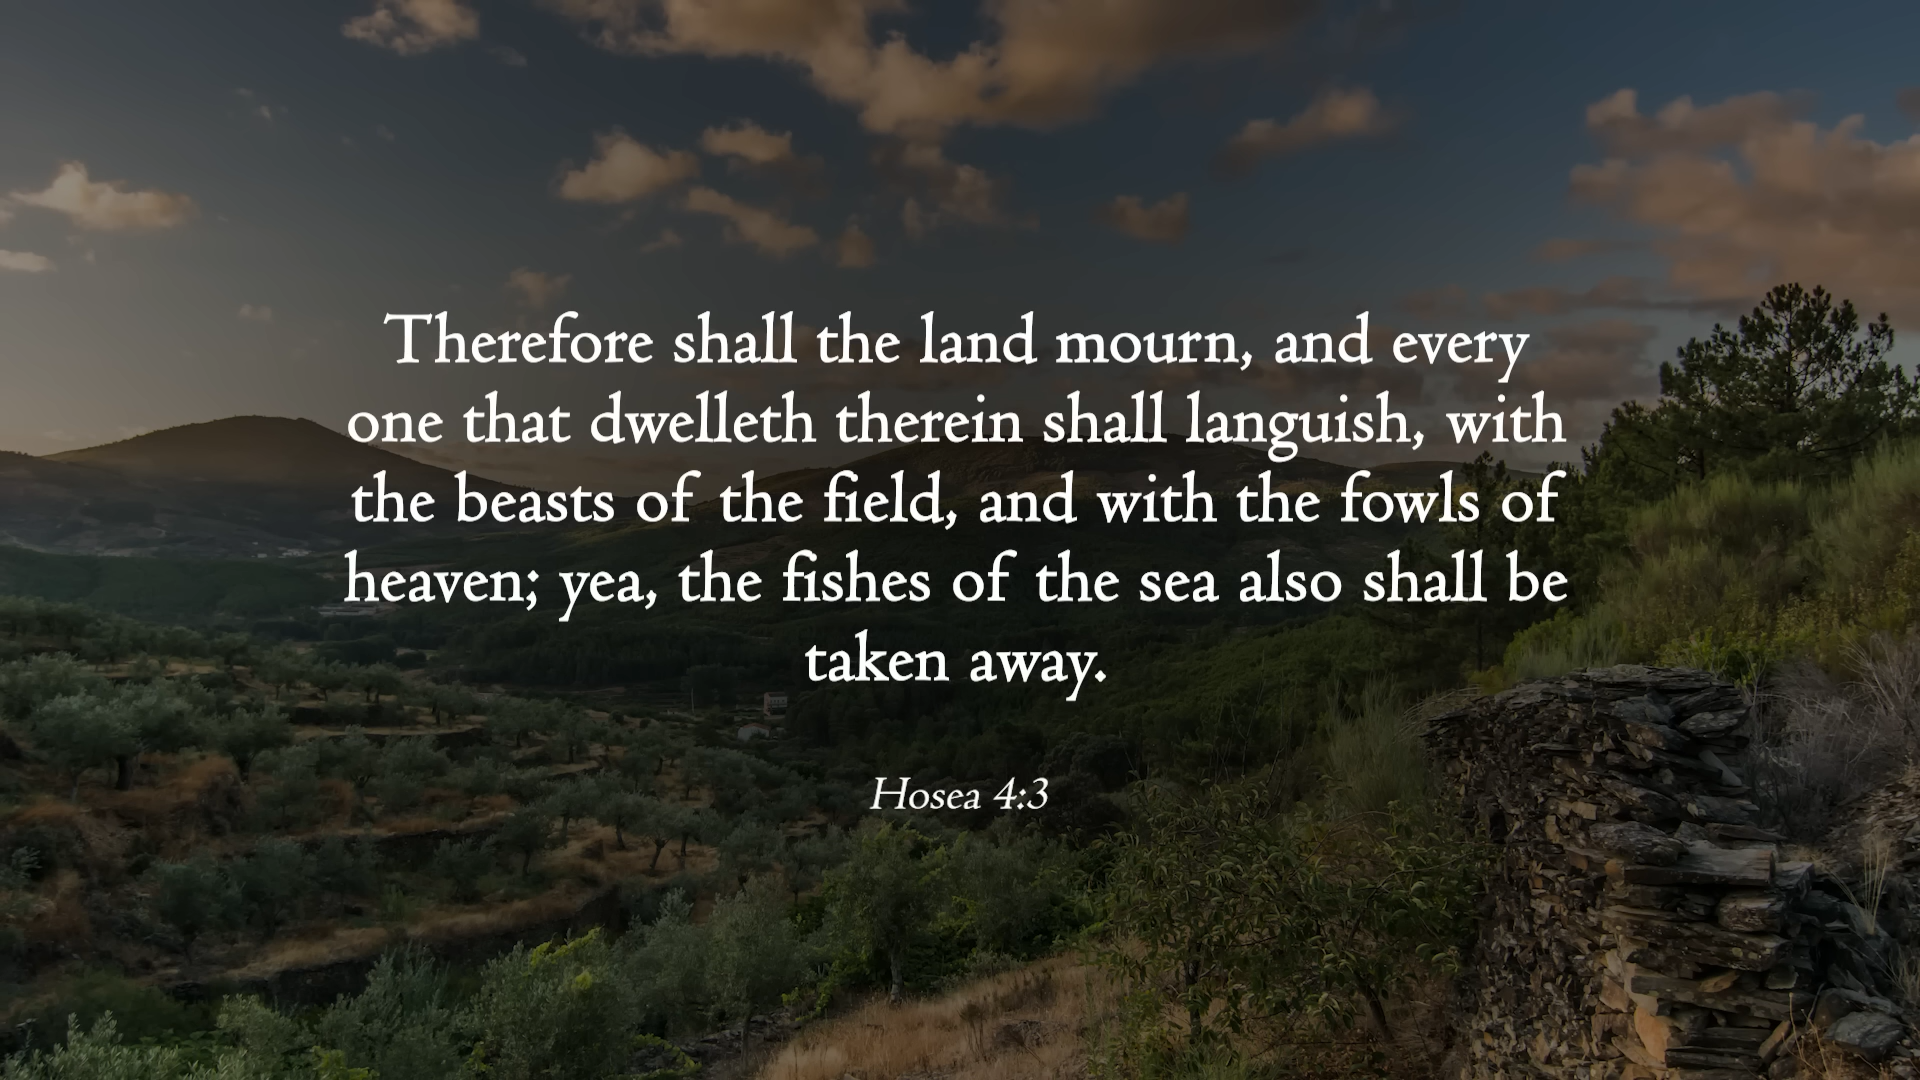 Therefore shall the land mourn, and every
one that dwelleth therein shall languish, with
the beasts of the field, and with the fowls of
heaven; yea, the fishes of the sea also shall be
taken away.
Hosea 4:3